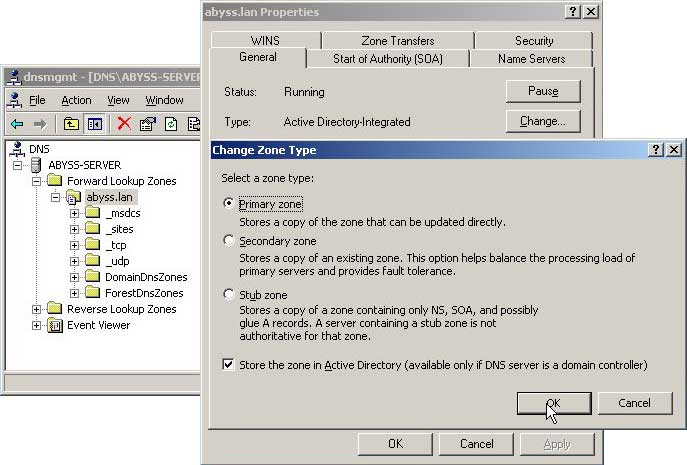 abyss.lan Properties
WINS
Zone Transfers
Security
General
Start of Authority (SOA)
Name Servers
Status:
Running
Pause
Type:
Active Directory-Integrated
Change...
dnsmgmt - [DNS\ABYSS-SERVER
File Action View Window
DNS
ABYSS-SERVER
Forward Lookup Zones
abyss.lan
_msdcs
_sites
_tcp
_udp
DomainDnsZones
ForestDnsZones
Reverse Lookup Zones
Event Viewer
Change Zone Type
Select a zone type:
Primary zone
Stores a copy of the zone that can be updated directly.
Secondary zone
Stores a copy of an existing zone. This option helps balance the processing load of
primary servers and provides fault tolerance.
Stub zone
Stores a copy of a zone containing only NS, SOA, and possibly
glue A records. A server containing a stub zone is not
authoritative for that zone.
Store the zone in Active Directory (available only if DNS server is a domain controller)
OK
Cancel
OK
Cancel
Apply